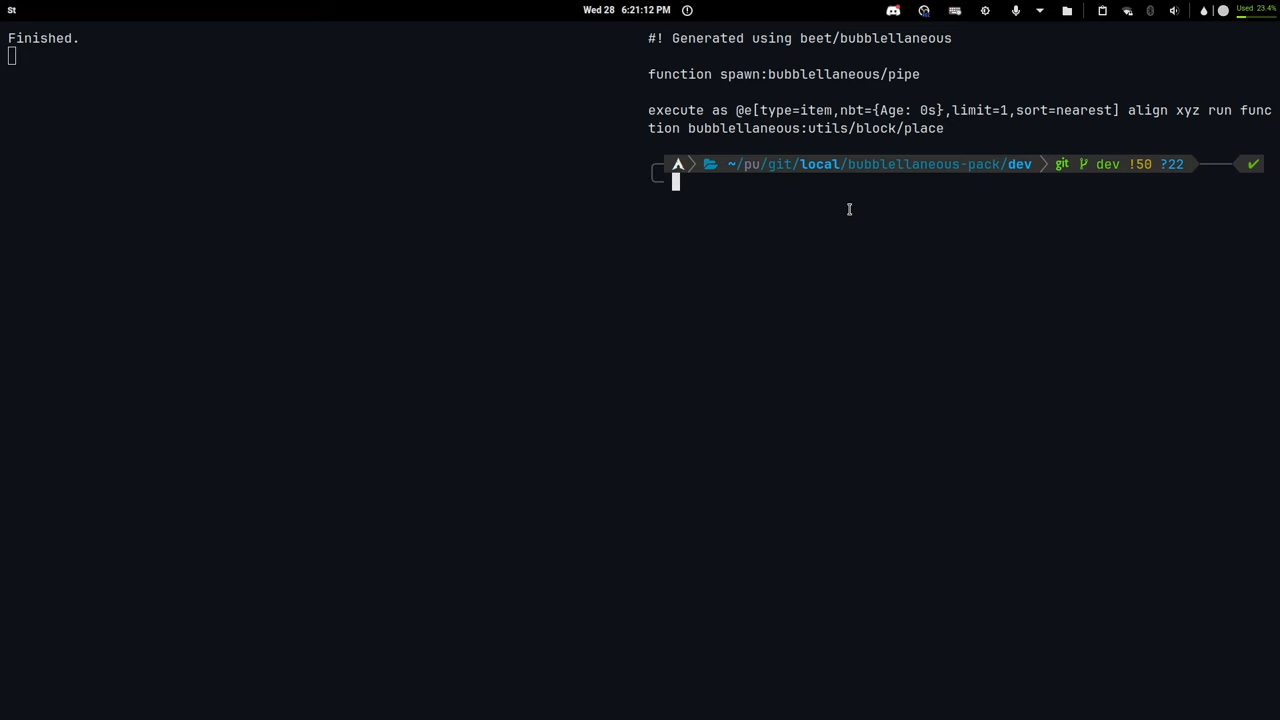 St
Wed 28 6:21:12 PM
Used 23.4%
Finished.
#! Generated using beet/bubblellaneous
function spawn:bubblellaneous/pipe
execute as @e[type=item,nbt={Age: 0s},limit=1,sort=nearest] align xyz run func
tion bubblellaneous:utils/block/place
~/pu/git/local/bubblellaneous-pack/dev git dev !50 ?22 ✔